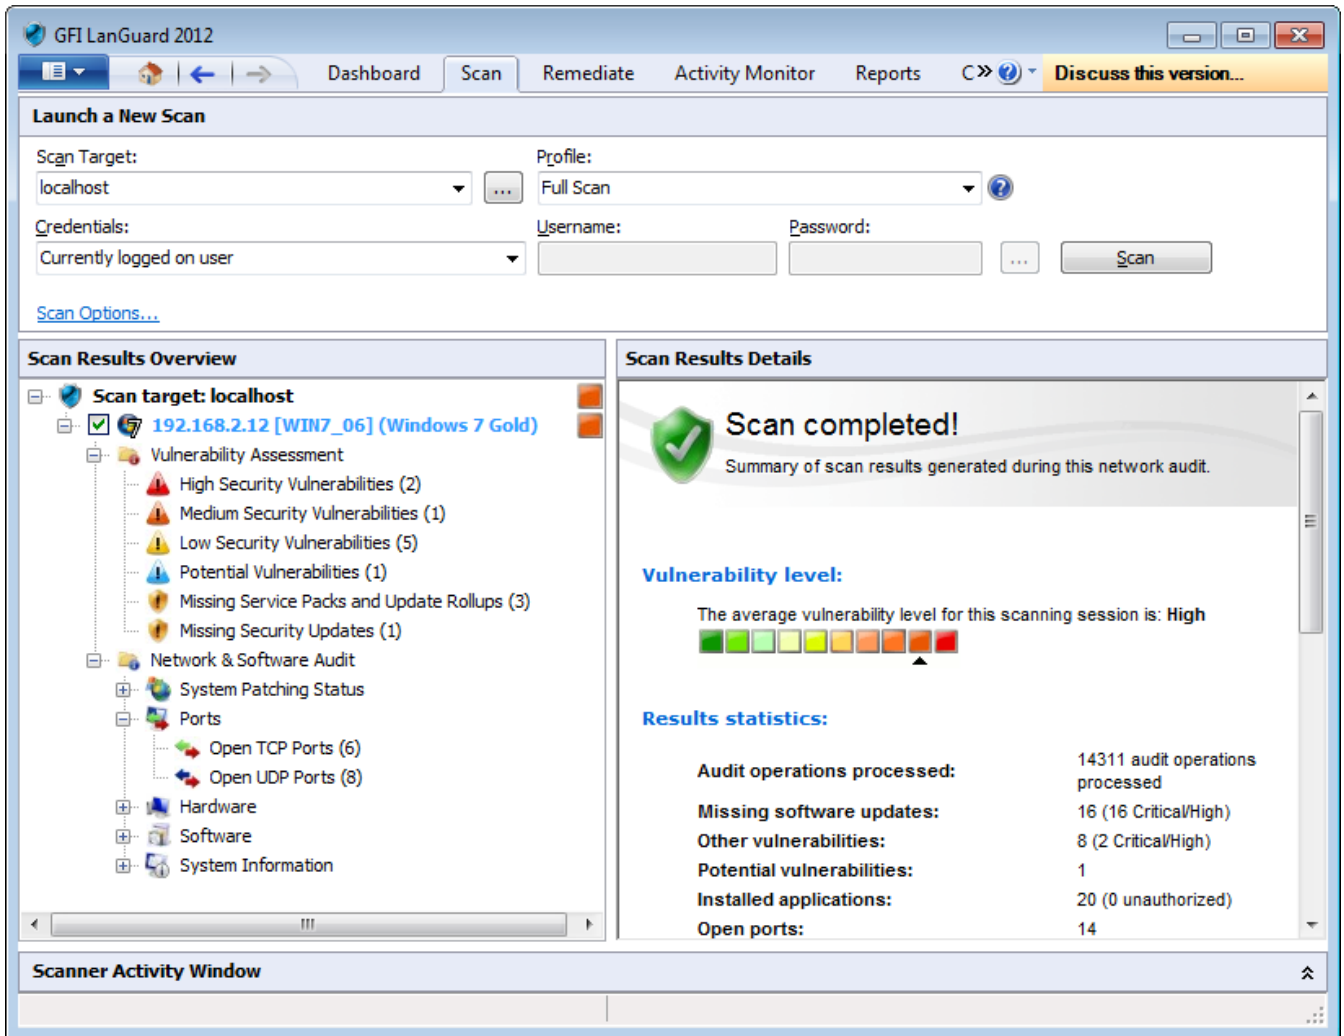 GFI LanGuard 2012
Dashboard Scan Remediate Activity Monitor Reports C» Discuss this version...
Launch a New Scan
Scan Target: Profile:
localhost ... Full Scan
Credentials: Username: Password:
Currently logged on user ... Scan
Scan Options...
Scan Results Overview
Scan target: localhost
192.168.2.12 [WIN7_06] (Windows 7 Gold)
Vulnerability Assessment
High Security Vulnerabilities (2)
Medium Security Vulnerabilities (1)
Low Security Vulnerabilities (5)
Potential Vulnerabilities (1)
Missing Service Packs and Update Rollups (3)
Missing Security Updates (1)
Network & Software Audit
System Patching Status
Ports
Open TCP Ports (6)
Open UDP Ports (8)
Hardware
Software
System Information
Scan Results Details
Scan completed!
Summary of scan results generated during this network audit.
Vulnerability level:
The average vulnerability level for this scanning session is: High
Results statistics:
Audit operations processed: 14311 audit operations
processed
Missing software updates: 16 (16 Critical/High)
Other vulnerabilities: 8 (2 Critical/High)
Potential vulnerabilities: 1
Installed applications: 20 (0 unauthorized)
Open ports: 14
Scanner Activity Window